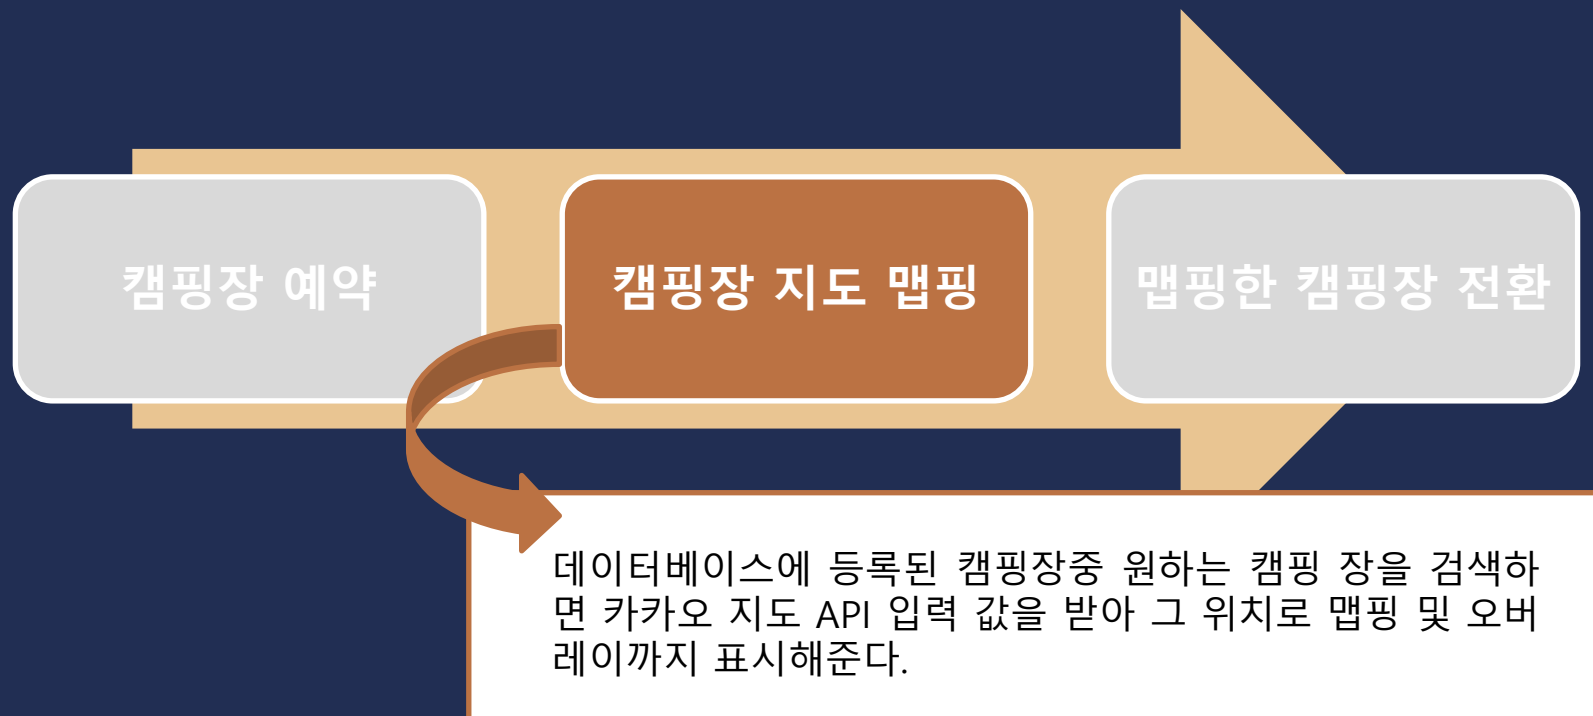 캠핑장 예약
캠핑장 지도 맵핑
맵핑한 캠핑장 전환
데이터베이스에 등록된 캠핑장중 원하는 캠핑 장을 검색하
면 카카오 지도 API 입력 값을 받아 그 위치로 맵핑 및 오버
레이까지 표시해준다.